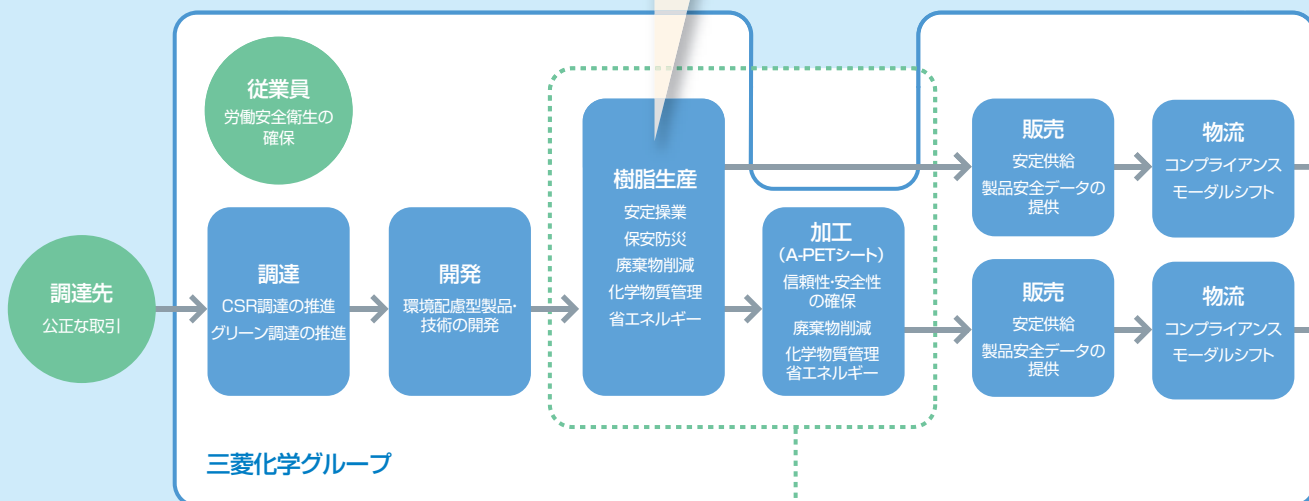 従業員
労働安全衛生の
確保
調達先
公正な取引
調達
CSR調達の推進
グリーン調達の推進
開発
環境配慮型製品・
技術の開発
樹脂生産
安定操業
保安防災
廃棄物削減
化学物質管理
省エネルギー
加工
（A-PETシート）
信頼性・安全性
の確保
廃棄物削減
化学物質管理
省エネルギー
販売
安定供給
製品安全データの
提供
物流
コンプライアンス
モーダルシフト
販売
安定供給
製品安全データの
提供
物流
コンプライアンス
モーダルシフト
三菱化学グループ